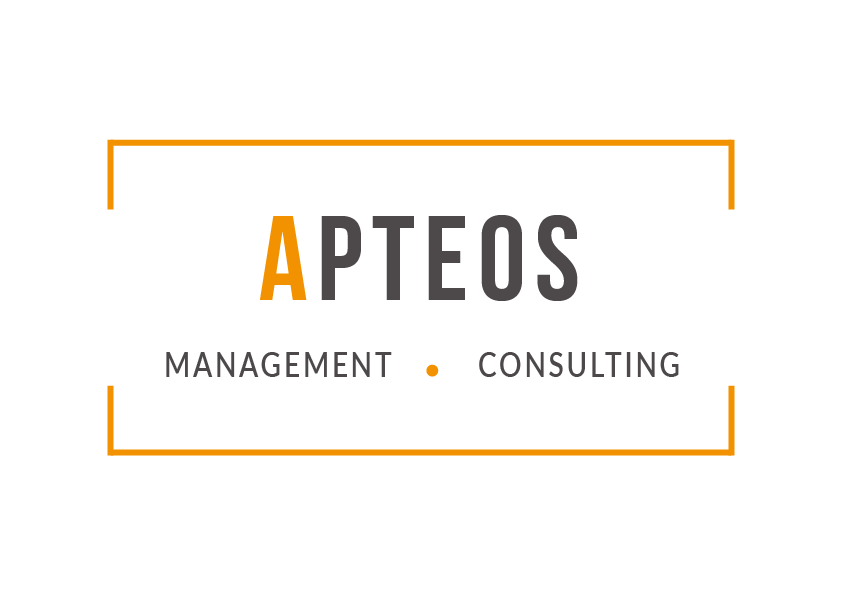 APTEOS
MANAGEMENT • CONSULTING